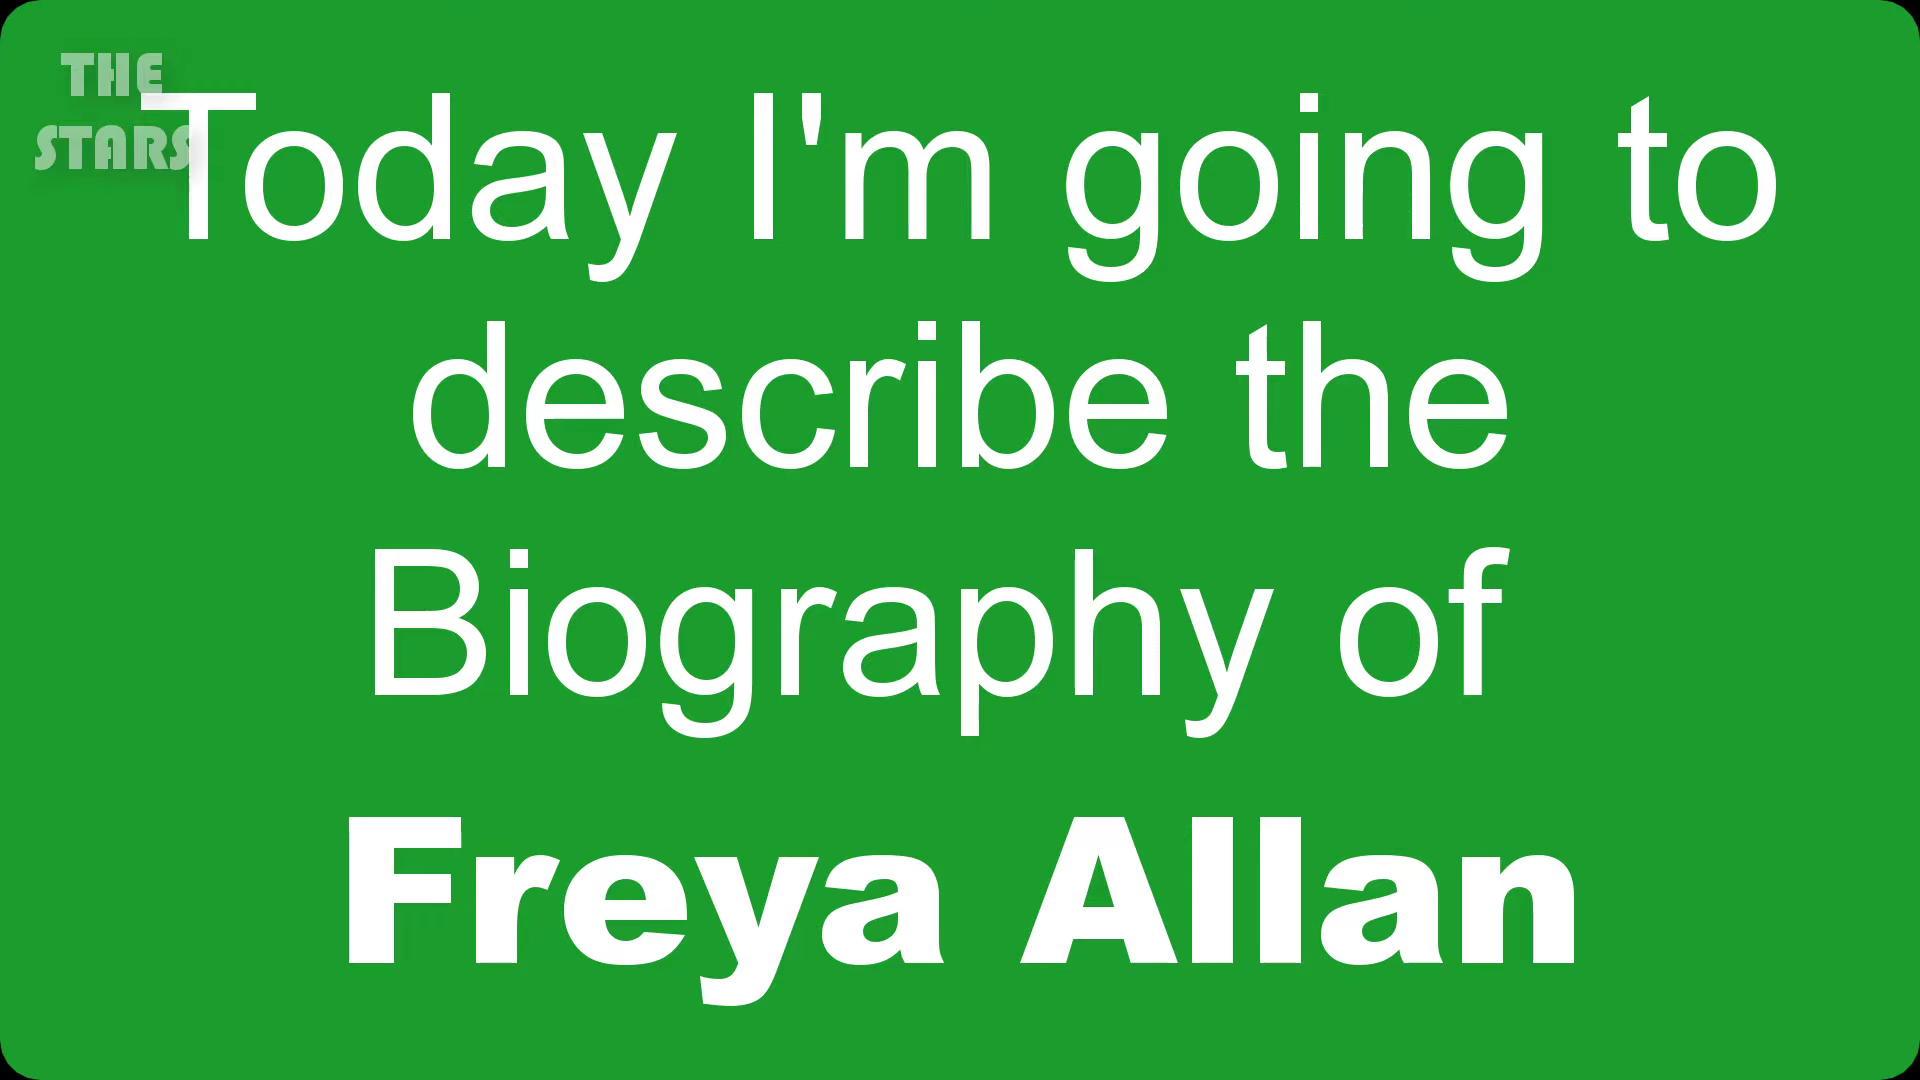 THE
STARS
Today I'm going to
describe the
Biography of
Freya Allan